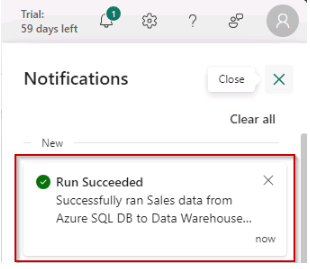 Trial:
59 days left
1
?
Notifications
Close
Clear all
New
Run Succeeded
Successfully ran Sales data from
Azure SQL DB to Data Warehouse...
now